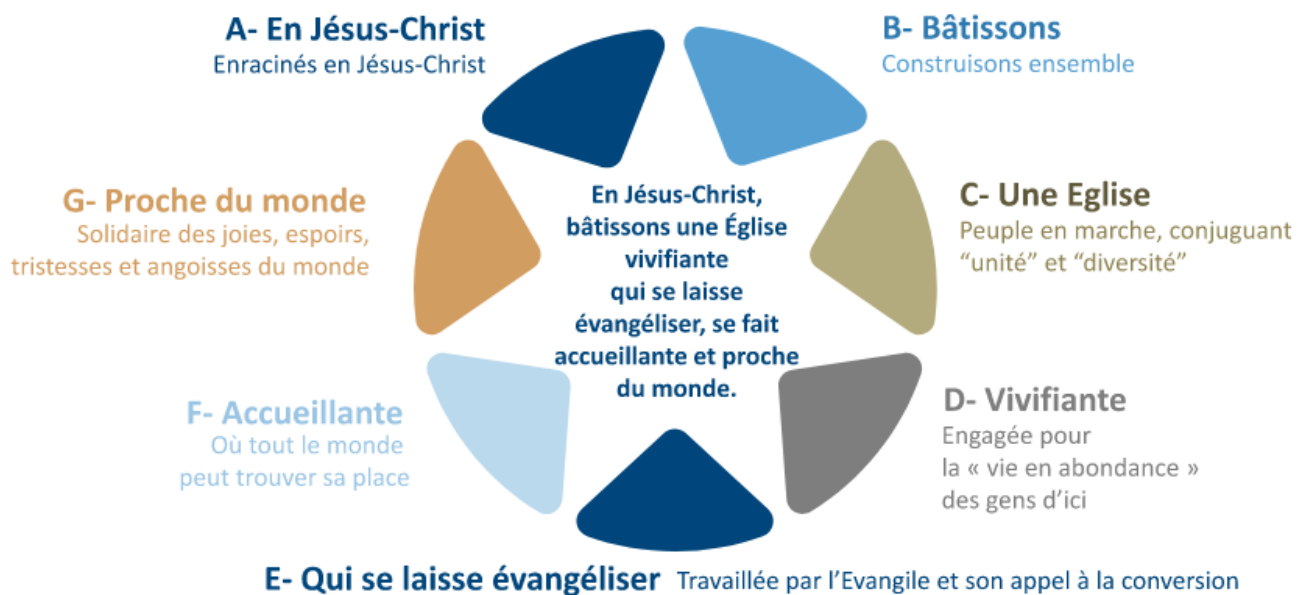 A- En Jésus-Christ
Enracinés en Jésus-Christ
B- Bâtissons
Construisons ensemble
C- Une Eglise
Peuple en marche, conjuguant
“unité” et “diversité”
D- Vivifiante
Engagée pour
la « vie en abondance »
des gens d’ici
E- Qui se laisse évangéliser Travaillée par l’Evangile et son appel à la conversion
F- Accueillante
Où tout le monde
peut trouver sa place
G- Proche du monde
Solidaire des joies, espoirs,
tristesses et angoisses du monde
En Jésus-Christ,
bâtissons une Église
vivifiante
qui se laisse
évangéliser, se fait
accueillante et proche
du monde.